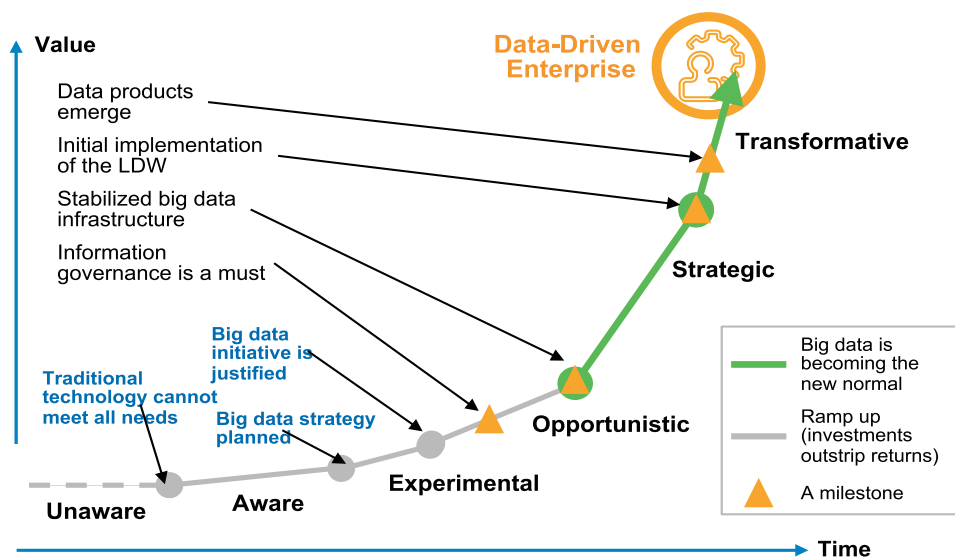 Value
Data-Driven
Enterprise
Data products
emerge
Transformative
Initial implementation
of the LDW
Stabilized big data
infrastructure
Information
governance is a must
Strategic
Big data
initiative is
justified
Traditional
technology cannot
meet all needs
Big data strategy
planned
Opportunistic
Experimental
Aware
Unaware
Big data is
becoming the
new normal
Ramp up
(investments
outstrip returns)
A milestone
Time